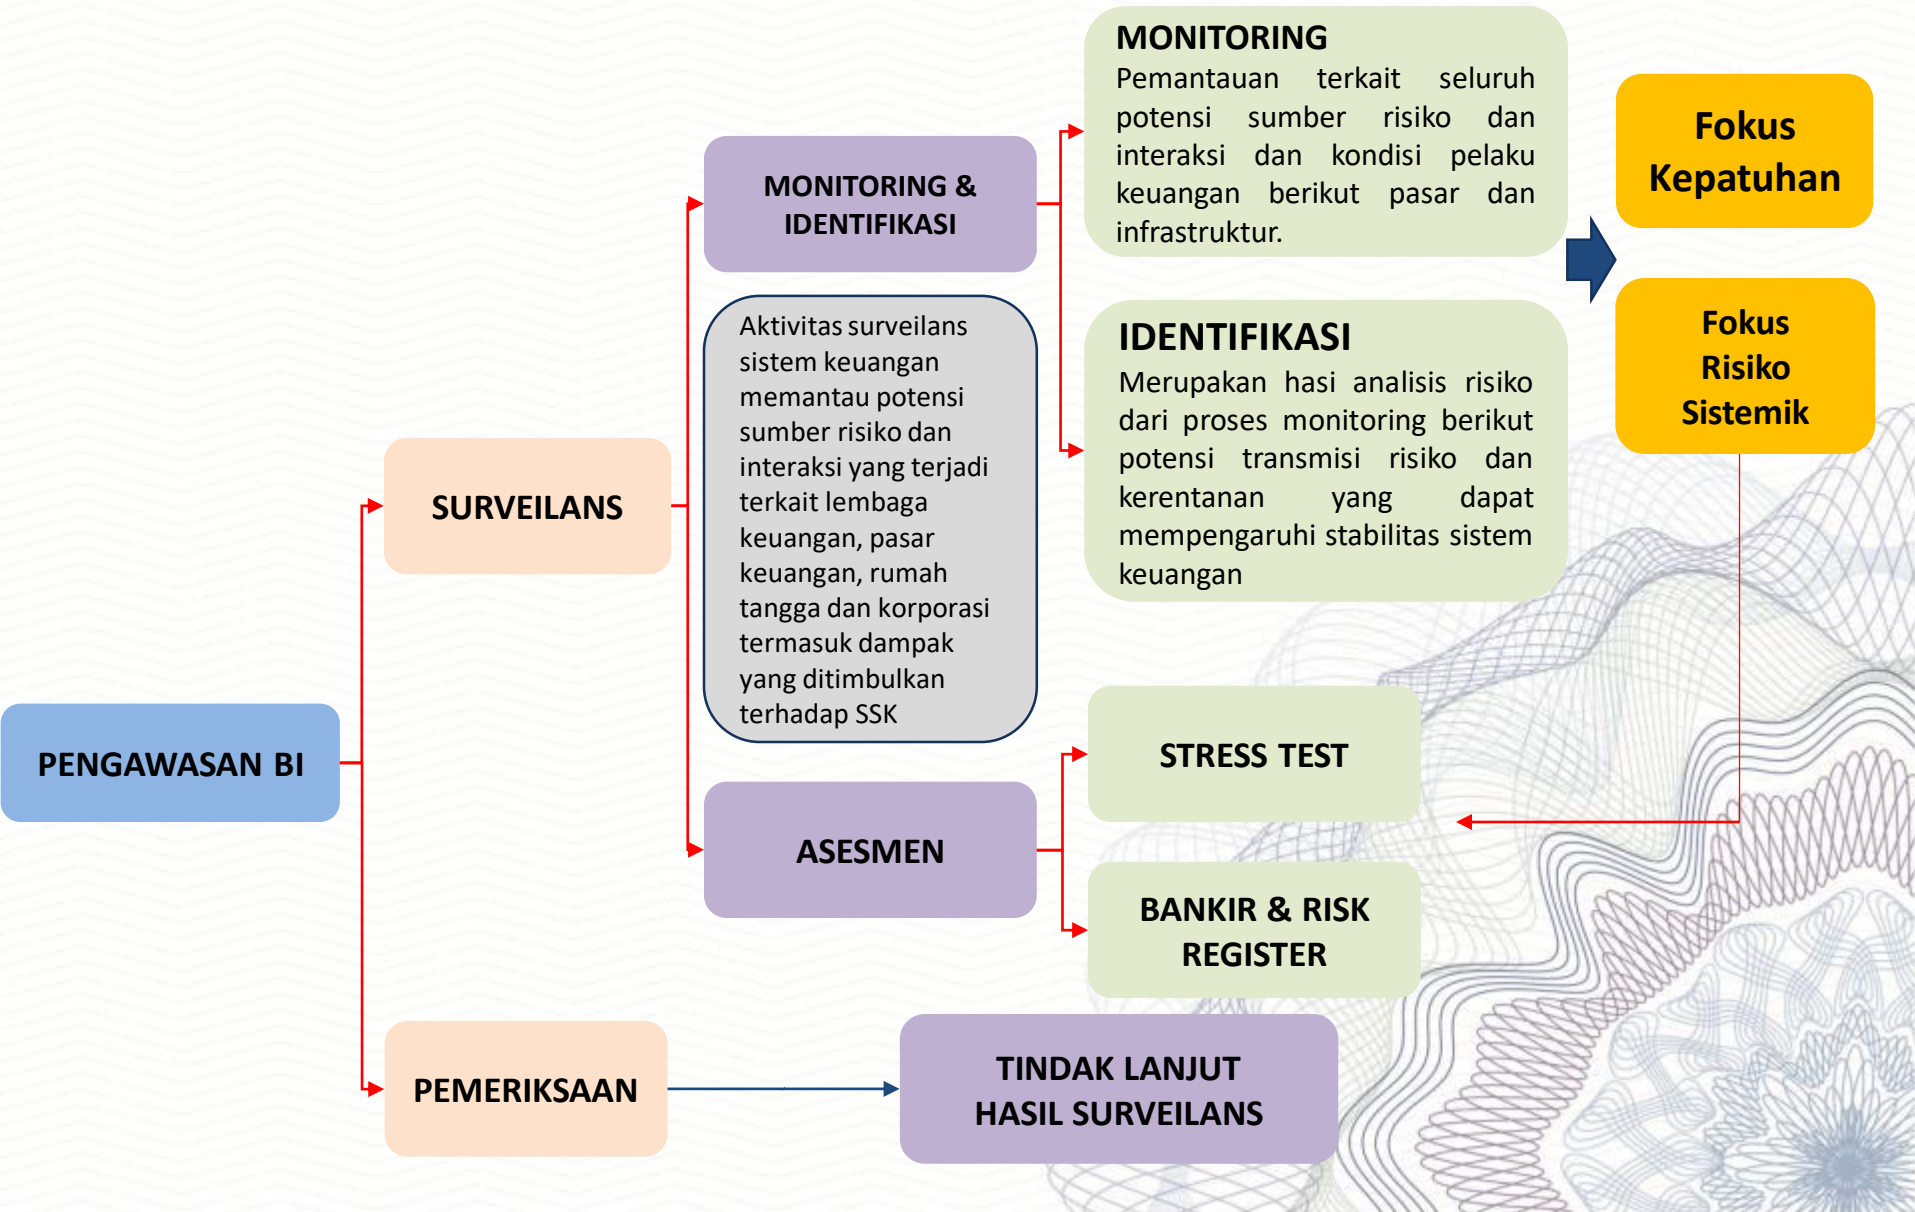 PENGAWASAN BI
SURVEILANS
PEMERIKSAAN
MONITORING &
IDENTIFIKASI
Aktivitas surveilans
sistem keuangan
memantau potensi
sumber risiko dan
interaksi yang terjadi
terkait lembaga
keuangan, pasar
keuangan, rumah
tangga dan korporasi
termasuk dampak
yang ditimbulkan
terhadap SSK
ASESMEN
MONITORING
Pemantauan terkait seluruh
potensi sumber risiko dan
interaksi dan kondisi pelaku
keuangan berikut pasar dan
infrastruktur.
IDENTIFIKASI
Merupakan hasi analisis risiko
dari proses monitoring berikut
potensi transmisi risiko dan
kerentanan yang dapat
mempengaruhi stabilitas sistem
keuangan
Fokus
Kepatuhan
Fokus
Risiko
Sistemik
STRESS TEST
BANKIR & RISK
REGISTER
TINDAK LANJUT
HASIL SURVEILANS